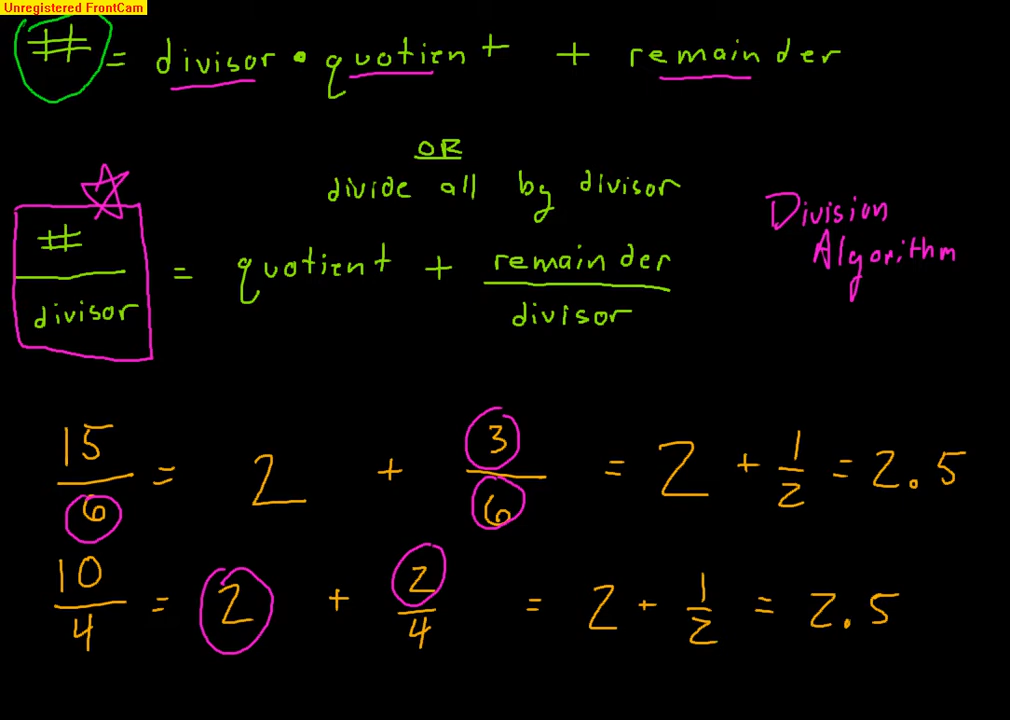 Unregistered FrontCam
# = divisor • quotient + remainder
OR
divide all by divisor
Division
Algorithm
#/divisor = quotient + remainder/divisor
15/6 = 2 + 3/6 = 2 + 1/2 = 2.5
10/4 = 2 + 2/4 = 2 + 1/2 = 2.5